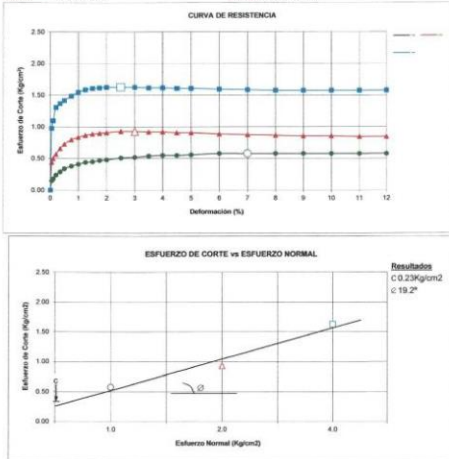 CURVA DE RESISTENCIA
Esfuerzo de Corte (Kg/cm²)
2.50
2.00
1.50
1.00
0.50
0.00
0 1 2 3 4 5 6 7 8 9 10 11 12
Deformación (%)
ESFUERZO DE CORTE vs ESFUERZO NORMAL
Esfuerzo de Corte (Kg/cm2)
2.50
2.00
1.50
1.00
0.50
0.00
C
Ø
1.0 2.0 4.0
Esfuerzo Normal (Kg/cm2)
Resultados
C 0.23Kg/cm2
19.2°